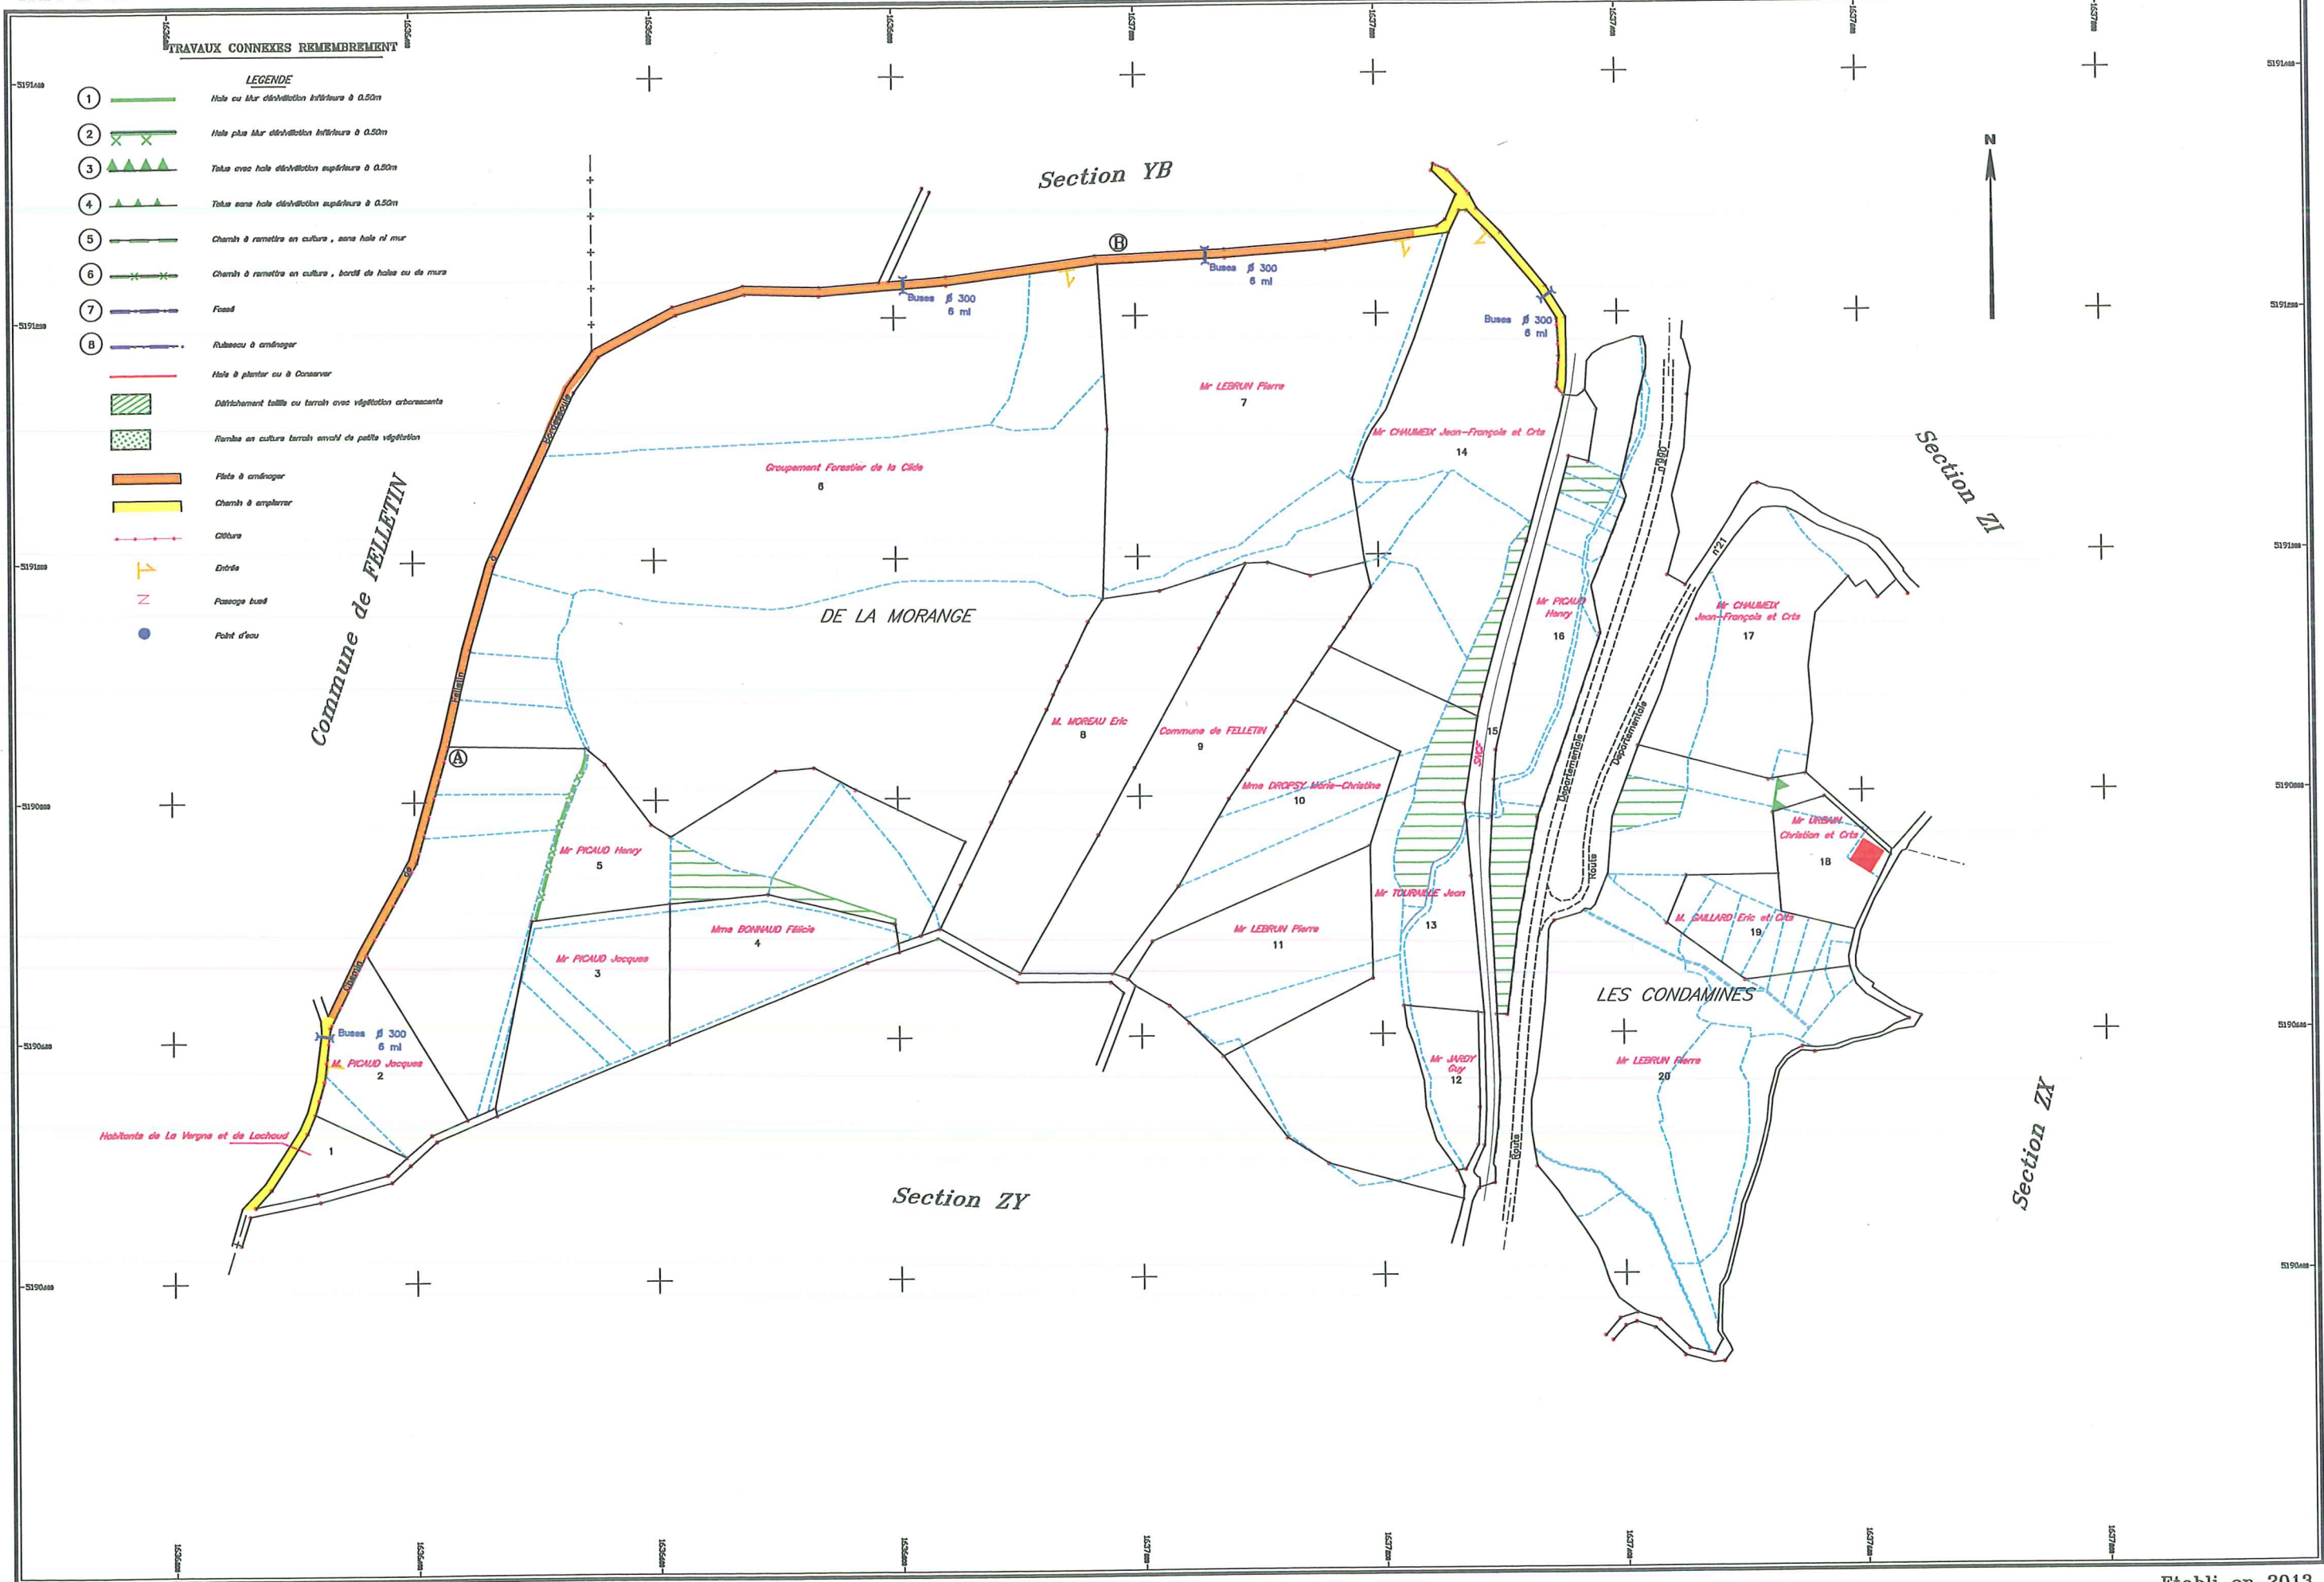 TRAVAUX CONNEXES REMEMBREMENT
LEGENDE
1 Haie ou Mur dénivellation inférieure à 0.50m
2 Haie plus Mur dénivellation inférieure à 0.50m
3 Talus avec haie dénivellation supérieure à 0.50m
4 Talus sans haie dénivellation supérieure à 0.50m
5 Chemin à remettre en culture , sans haie ni mur
6 Chemin à remettre en culture , bordé de haies ou de murs
7 Fossé
8 Ruisseau à aménager
Haie à planter ou à Conserver
Défrichement taillis ou terrain avec végétation arborescente
Remise en culture terrain envahi de petite végétation
Piste à aménager
Chemin à empierrer
Clôture
Entrée
Passage busé
Point d'eau
Section YB
Section ZI
Section ZX
Section ZY
Commune de FELLETIN
N
B
A
Buses Ø 300
6 ml
Buses Ø 300
6 ml
Buses Ø 300
6 ml
Buses Ø 300
6 ml
Chemin
de
Felletin
à
Bordessoule
Mr LEBRUN Pierre
7
Mr CHAUMEIX Jean-François et Crts
14
Groupement Forestier de la Clide
6
DE LA MORANGE
Mr PICAUD
Henry
16
Mr CHAUMEIX
Jean-François et Crts
17
n°21
n°990
M. MOREAU Eric
8
Commune de FELLETIN
9
15
SNCF
Départementale
Départementale
Route
Route
Mme DROPSY Marie-Christine
10
Mr URBAIN
Christian et Crts
18
Mr PICAUD Henry
5
Mr TOURAILLE Jean
13
M. GAILLARD Eric et Crts
19
Mme BONNAUD Félicie
4
Mr LEBRUN Pierre
11
Mr PICAUD Jacques
3
LES CONDAMINES
M. PICAUD Jacques
2
Mr JARDY
Guy
12
Mr LEBRUN Pierre
20
Habitants de La Vergne et de Lachaud
1